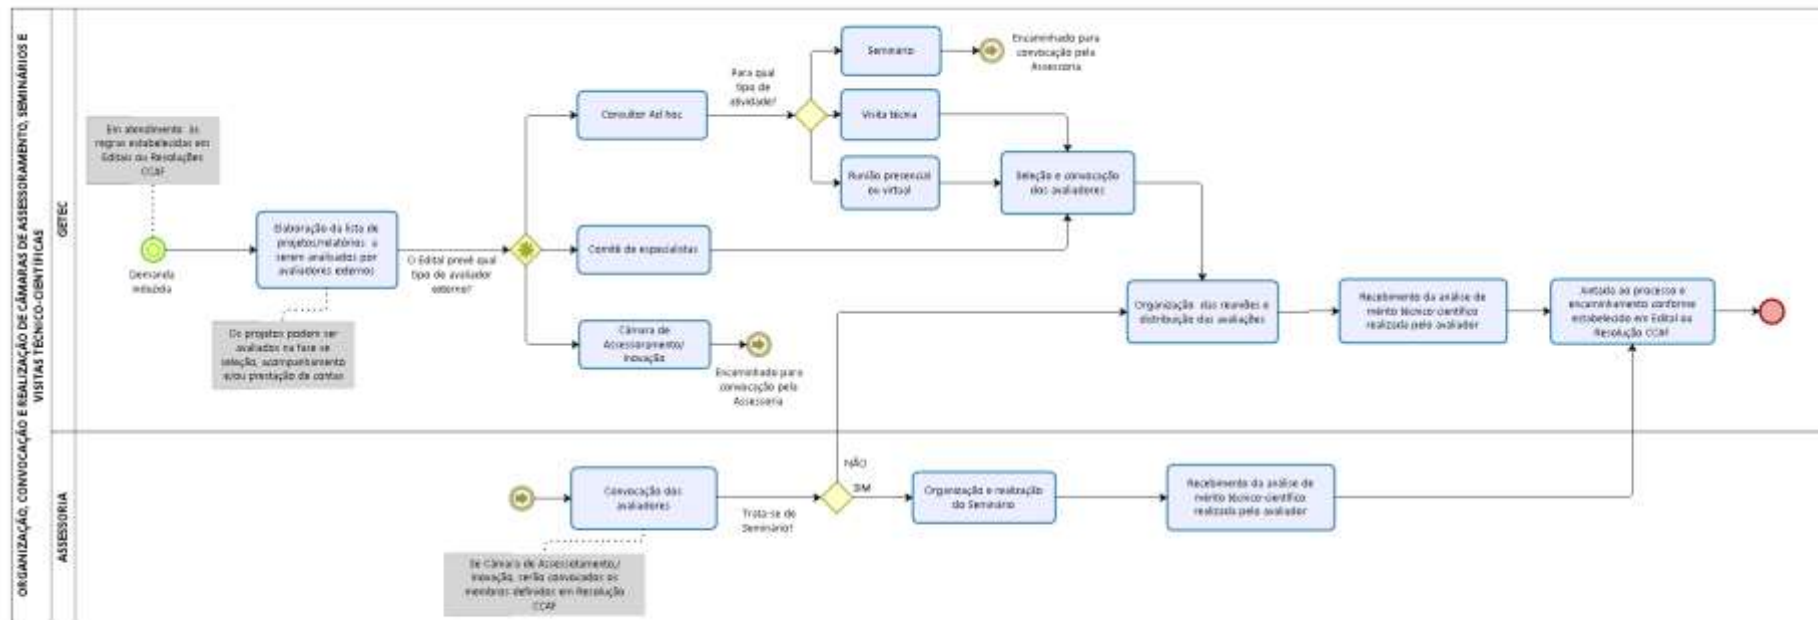 ORGANIZAÇÃO, CONVOCAÇÃO E REALIZAÇÃO DE CÂMARAS DE ASSESSORAMENTO, SEMINÁRIOS E
VISITAS TÉCNICO-CIENTÍFICAS
GETEC
Em atendimento às
regras estabelecidas em
Editais ou Resoluções
CCAF
Demanda
induzida
Elaboração da lista de
projetos/relatórios a
serem analisados por
avaliadores externos
Os projetos podem ser
avaliados na fase se
seleção, acompanhamento
e/ou prestação de contas
O Edital prevê qual
tipo de avaliador
externo?
Consultor Ad hoc
Comitê de especialistas
Câmara de
Assessoramento/
Inovação
Encaminhado para
convocação pela
Assessoria
Para qual
tipo de
atividade?
Seminário
Encaminhado para
convocação pela
Assessoria
Visita técnia
Runião presencial
ou virtual
Seleção e convocação
dos avaliadores
Organização das reuniões e
distribuição das avaliações
Recebimento da análise de
mérito técnico-científico
realizada pelo avaliador
Juntada ao processo e
encaminhamento conforme
estabelecido em Edital ou
Resolução CCAF
ASSESSORIA
Convocação dos
avaliadores
Se Câmara de Assessoramento/
Inovação, serão convocados os
membros definidos em Resolução
CCAF
Trata-se de
Seminário?
NÃO
SIM
Organização e realização
do Seminário
Recebimento da análise de
mérito técnico-científico
realizada pelo avaliador